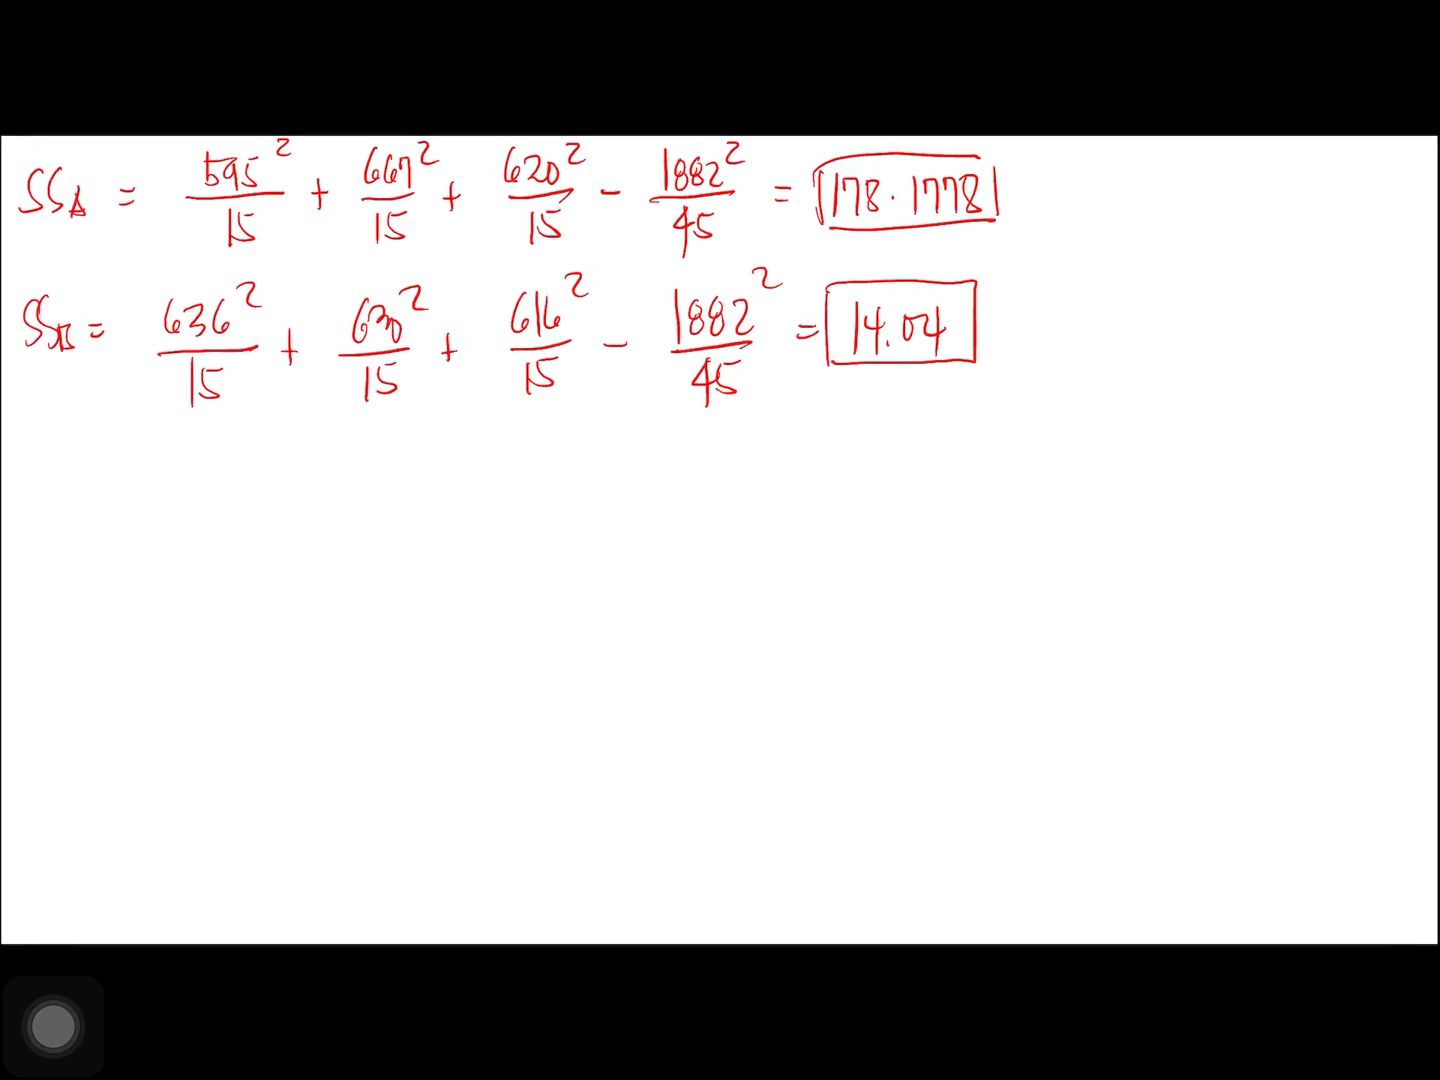 SSA = 595²/15 + 667²/15 + 620²/15 - 1882²/45 = 178.1778
SSB = 636²/15 + 630²/15 + 616²/15 - 1882²/45 = 14.04